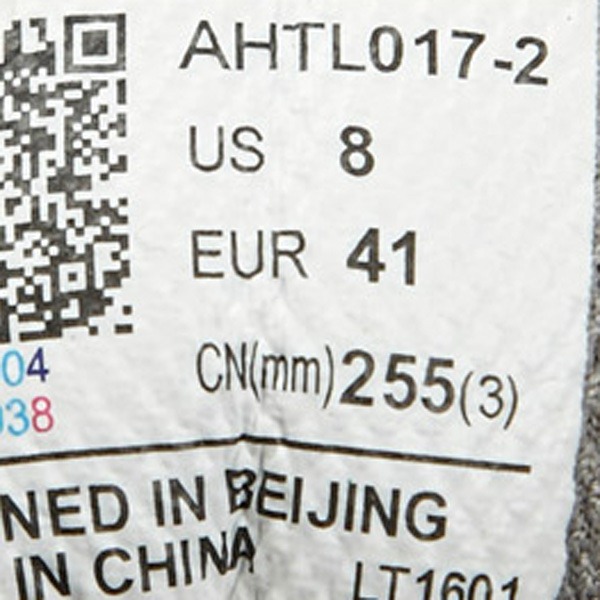 AHTL017-2
US 8
EUR 41
CN(mm)255(3)
04
038
NED IN BEIJING
IN CHINA
LT1601